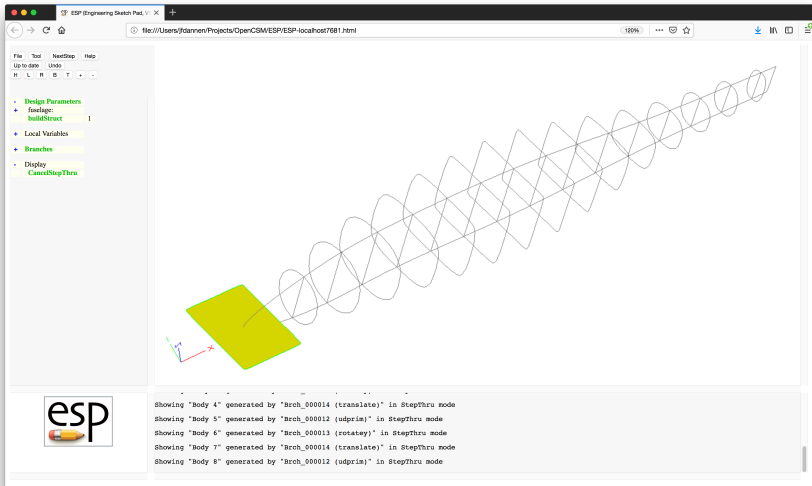 ESP (Engineering Sketch Pad, V
file:///Users/jfdannen/Projects/OpenCSM/ESP/ESP-localhost7681.html
120%
File Tool NextStep Help
Up to date Undo
H L R B T + -
- Design Parameters
+ fuselage:
buildStruct 1
+ Local Variables
+ Branches
- Display
CancelStepThru
X
esp
Showing "Body 4" generated by "Brch_000014 (translate)" in StepThru mode
Showing "Body 5" generated by "Brch_000012 (udprim)" in StepThru mode
Showing "Body 6" generated by "Brch_000013 (rotatey)" in StepThru mode
Showing "Body 7" generated by "Brch_000014 (translate)" in StepThru mode
Showing "Body 8" generated by "Brch_000012 (udprim)" in StepThru mode